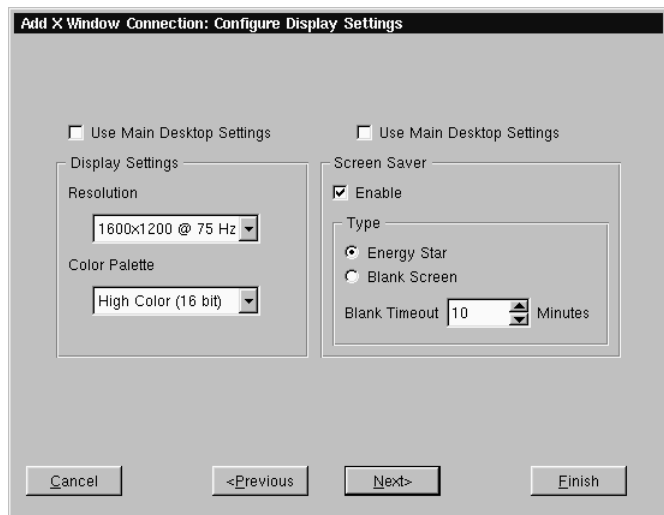 Add X Window Connection: Configure Display Settings
Use Main Desktop Settings
Display Settings
Resolution
1600x1200 @ 75 Hz
Color Palette
High Color (16 bit)
Use Main Desktop Settings
Screen Saver
Enable
Type
Energy Star
Blank Screen
Blank Timeout 10 Minutes
Cancel
<Previous
Next>
Finish